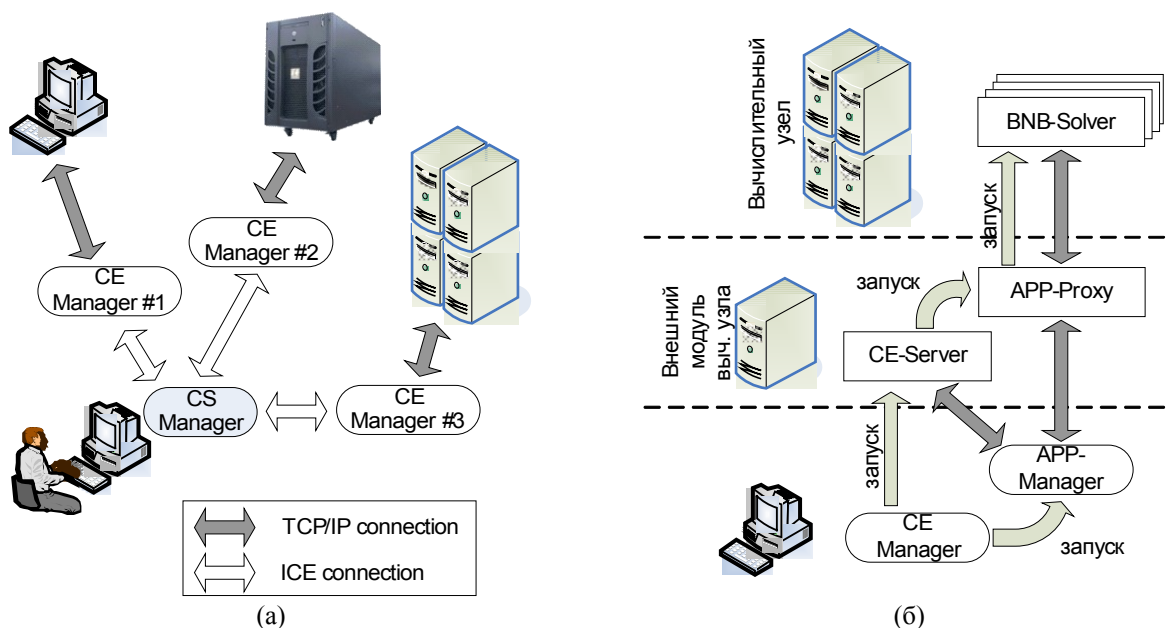 CE
Manager #1
CE
Manager #2
CS
Manager
CE
Manager #3
TCP/IP connection
ICE connection
(а)
Вычислительный
узел
BNB-Solver
запуск
Внешний
модуль
выч. узла
запуск
APP-Proxy
CE-Server
запуск
APP-
Manager
CE
Manager
запуск
(б)